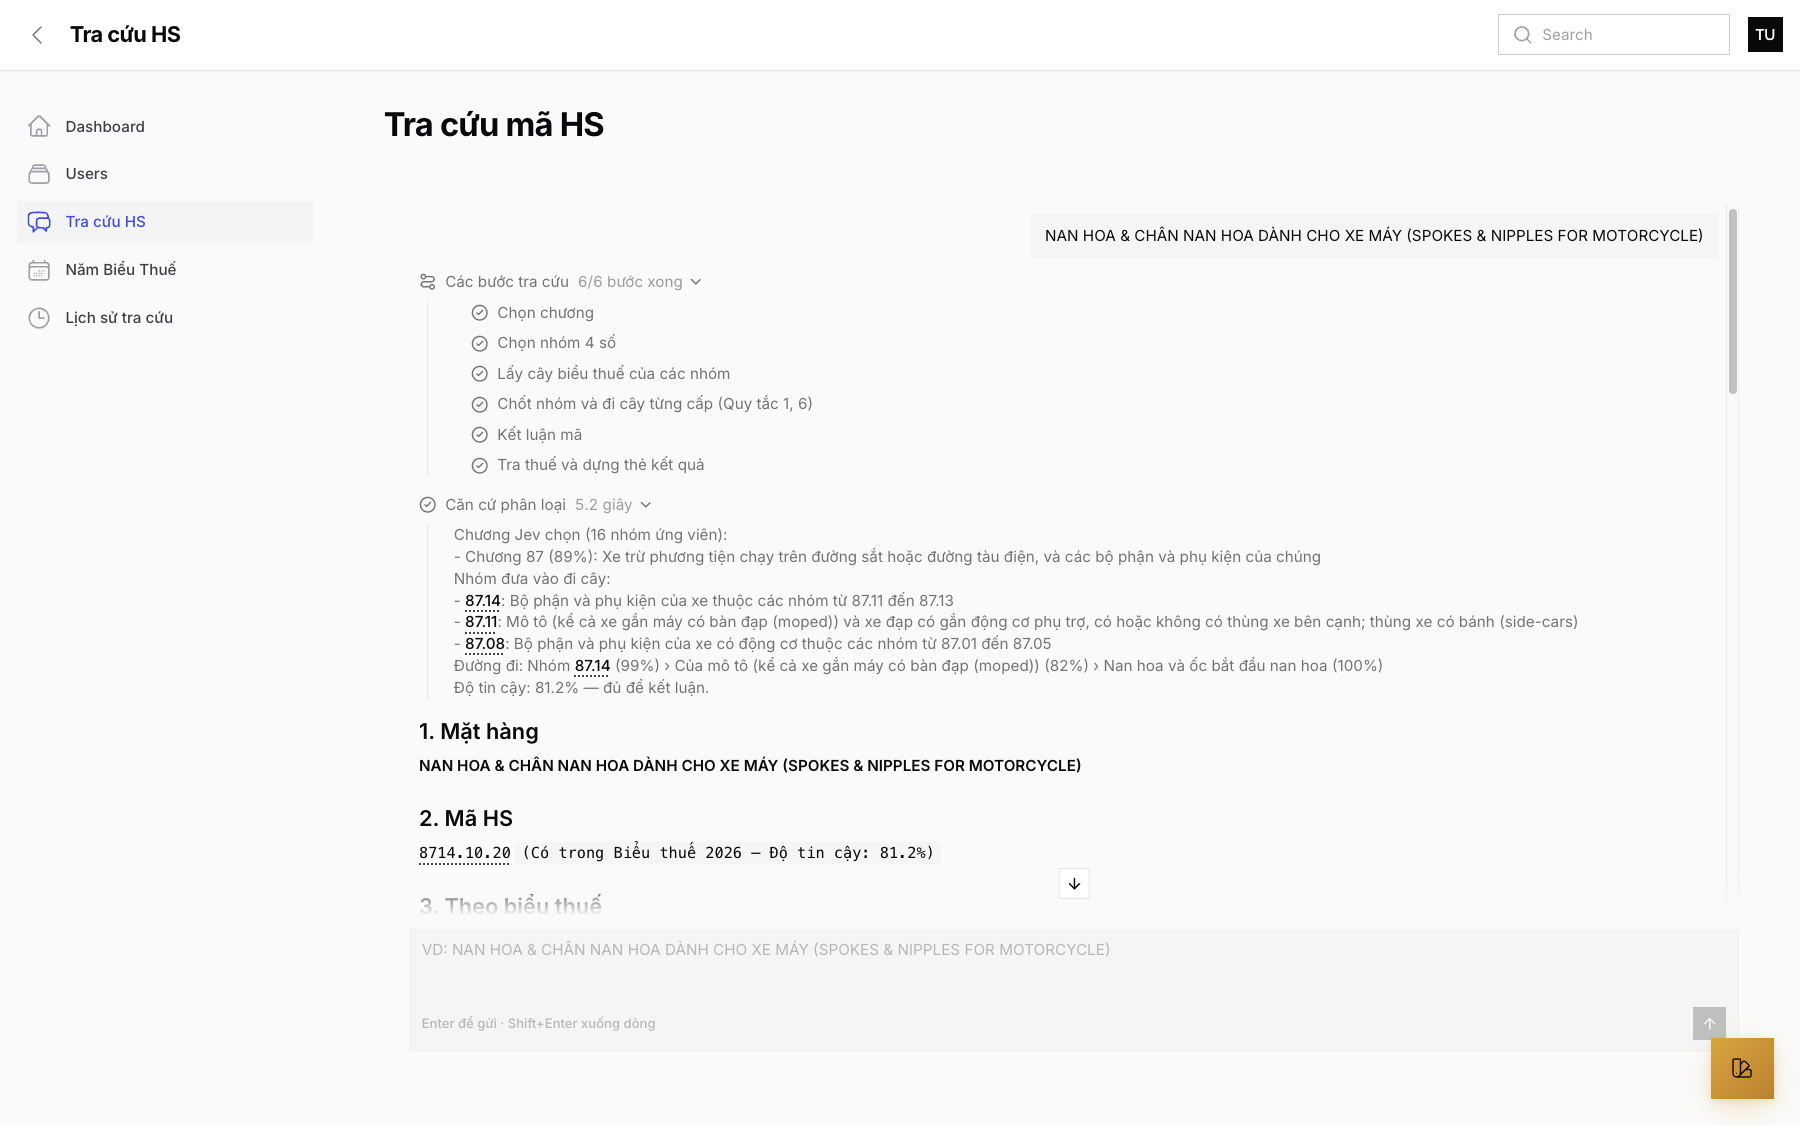 Tra cứu HS
Search
TU
Dashboard
Users
Tra cứu HS
Năm Biểu Thuế
Lịch sử tra cứu
Tra cứu mã HS
NAN HOA & CHÂN NAN HOA DÀNH CHO XE MÁY (SPOKES & NIPPLES FOR MOTORCYCLE)
Các bước tra cứu 6/6 bước xong
Chọn chương
Chọn nhóm 4 số
Lấy cây biểu thuế của các nhóm
Chốt nhóm và đi cây từng cấp (Quy tắc 1, 6)
Kết luận mã
Tra thuế và dựng thẻ kết quả
Căn cứ phân loại 5.2 giây
Chương Jev chọn (16 nhóm ứng viên):
- Chương 87 (89%): Xe trừ phương tiện chạy trên đường sắt hoặc đường tàu điện, và các bộ phận và phụ kiện của chúng
Nhóm đưa vào đi cây:
- 87.14: Bộ phận và phụ kiện của xe thuộc các nhóm từ 87.11 đến 87.13
- 87.11: Mô tô (kể cả xe gắn máy có bàn đạp (moped)) và xe đạp có gắn động cơ phụ trợ, có hoặc không có thùng xe bên cạnh; thùng xe có bánh (side-cars)
- 87.08: Bộ phận và phụ kiện của xe có động cơ thuộc các nhóm từ 87.01 đến 87.05
Đường đi: Nhóm 87.14 (99%) › Của mô tô (kể cả xe gắn máy có bàn đạp (moped)) (82%) › Nan hoa và ốc bắt đầu nan hoa (100%)
Độ tin cậy: 81.2% — đủ để kết luận.
1. Mặt hàng
NAN HOA & CHÂN NAN HOA DÀNH CHO XE MÁY (SPOKES & NIPPLES FOR MOTORCYCLE)
2. Mã HS
8714.10.20 (Có trong Biểu thuế 2026 — Độ tin cậy: 81.2%)
3. Theo biểu thuế
VD: NAN HOA & CHÂN NAN HOA DÀNH CHO XE MÁY (SPOKES & NIPPLES FOR MOTORCYCLE)
Enter để gửi · Shift+Enter xuống dòng